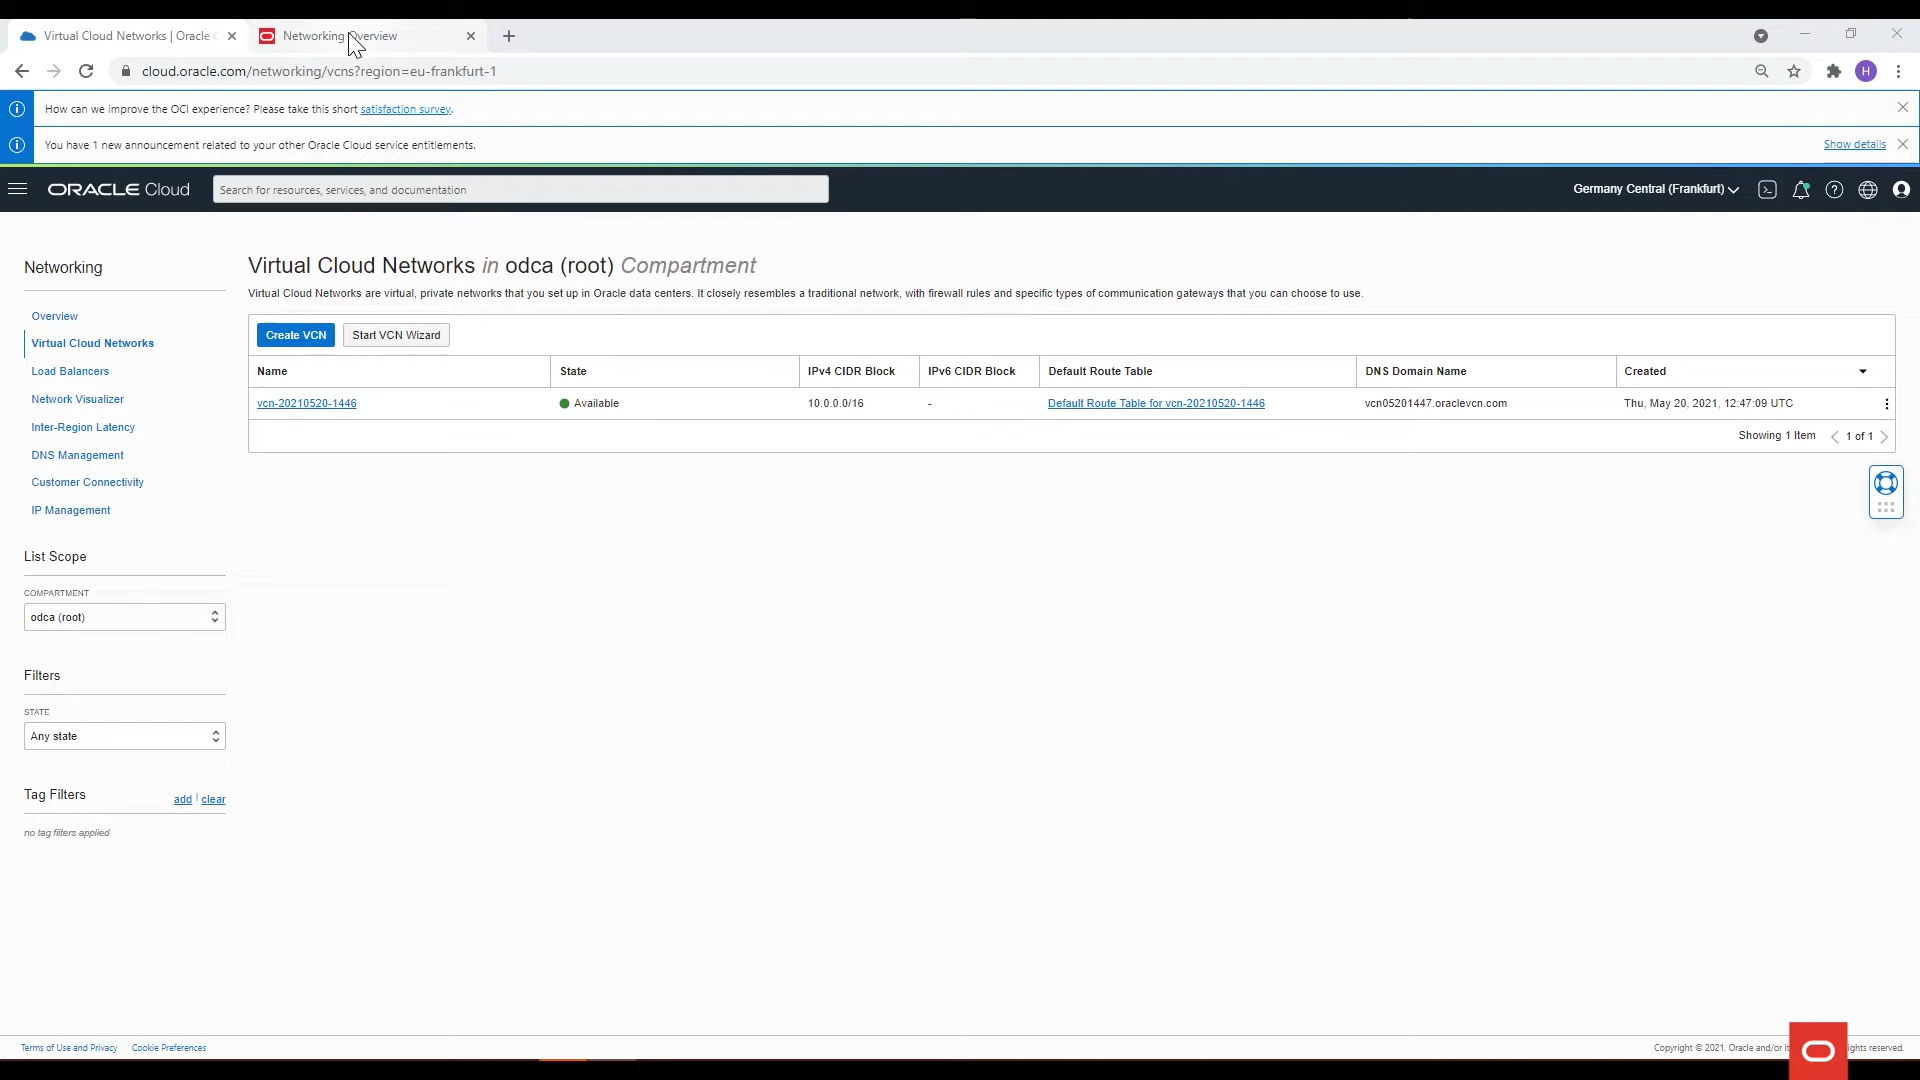 Virtual Cloud Networks | Oracle
Networking Overview
cloud.oracle.com/networking/vcns?region=eu-frankfurt-1
H
How can we improve the OCI experience? Please take this short satisfaction survey.
You have 1 new announcement related to your other Oracle Cloud service entitlements.
Show details
ORACLE Cloud
Search for resources, services, and documentation
Germany Central (Frankfurt)
Networking
Overview
Virtual Cloud Networks
Load Balancers
Network Visualizer
Inter-Region Latency
DNS Management
Customer Connectivity
IP Management
List Scope
COMPARTMENT
odca (root)
Filters
STATE
Any state
Tag Filters
add | clear
no tag filters applied
Virtual Cloud Networks in odca (root) Compartment
Virtual Cloud Networks are virtual, private networks that you set up in Oracle data centers. It closely resembles a traditional network, with firewall rules and specific types of communication gateways that you can choose to use.
Create VCN Start VCN Wizard
Name State IPv4 CIDR Block IPv6 CIDR Block Default Route Table DNS Domain Name Created
vcn-20210520-1446 Available 10.0.0.0/16 - Default Route Table for vcn-20210520-1446 vcn05201447.oraclevcn.com Thu, May 20, 2021, 12:47:09 UTC
Showing 1 Item < 1 of 1 >
Terms of Use and Privacy Cookie Preferences
Copyright © 2021, Oracle and/or its rights reserved.